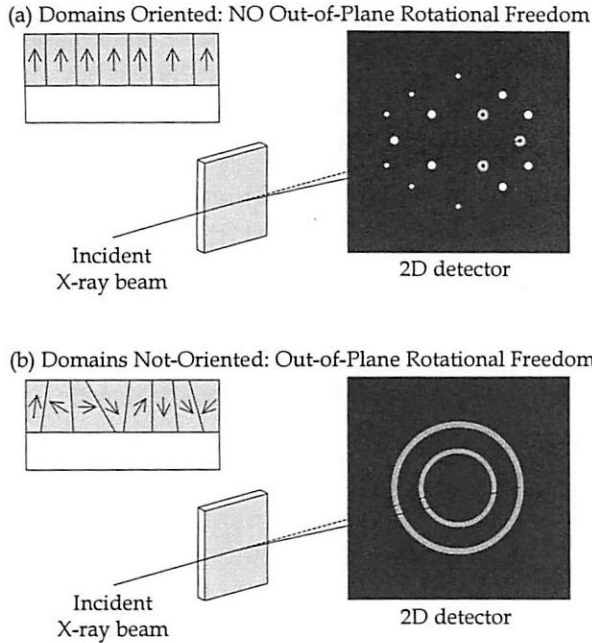 (a) Domains Oriented: NO Out-of-Plane Rotational Freedom
Incident
X-ray beam
2D detector
(b) Domains Not-Oriented: Out-of-Plane Rotational Freedom
Incident
X-ray beam
2D detector